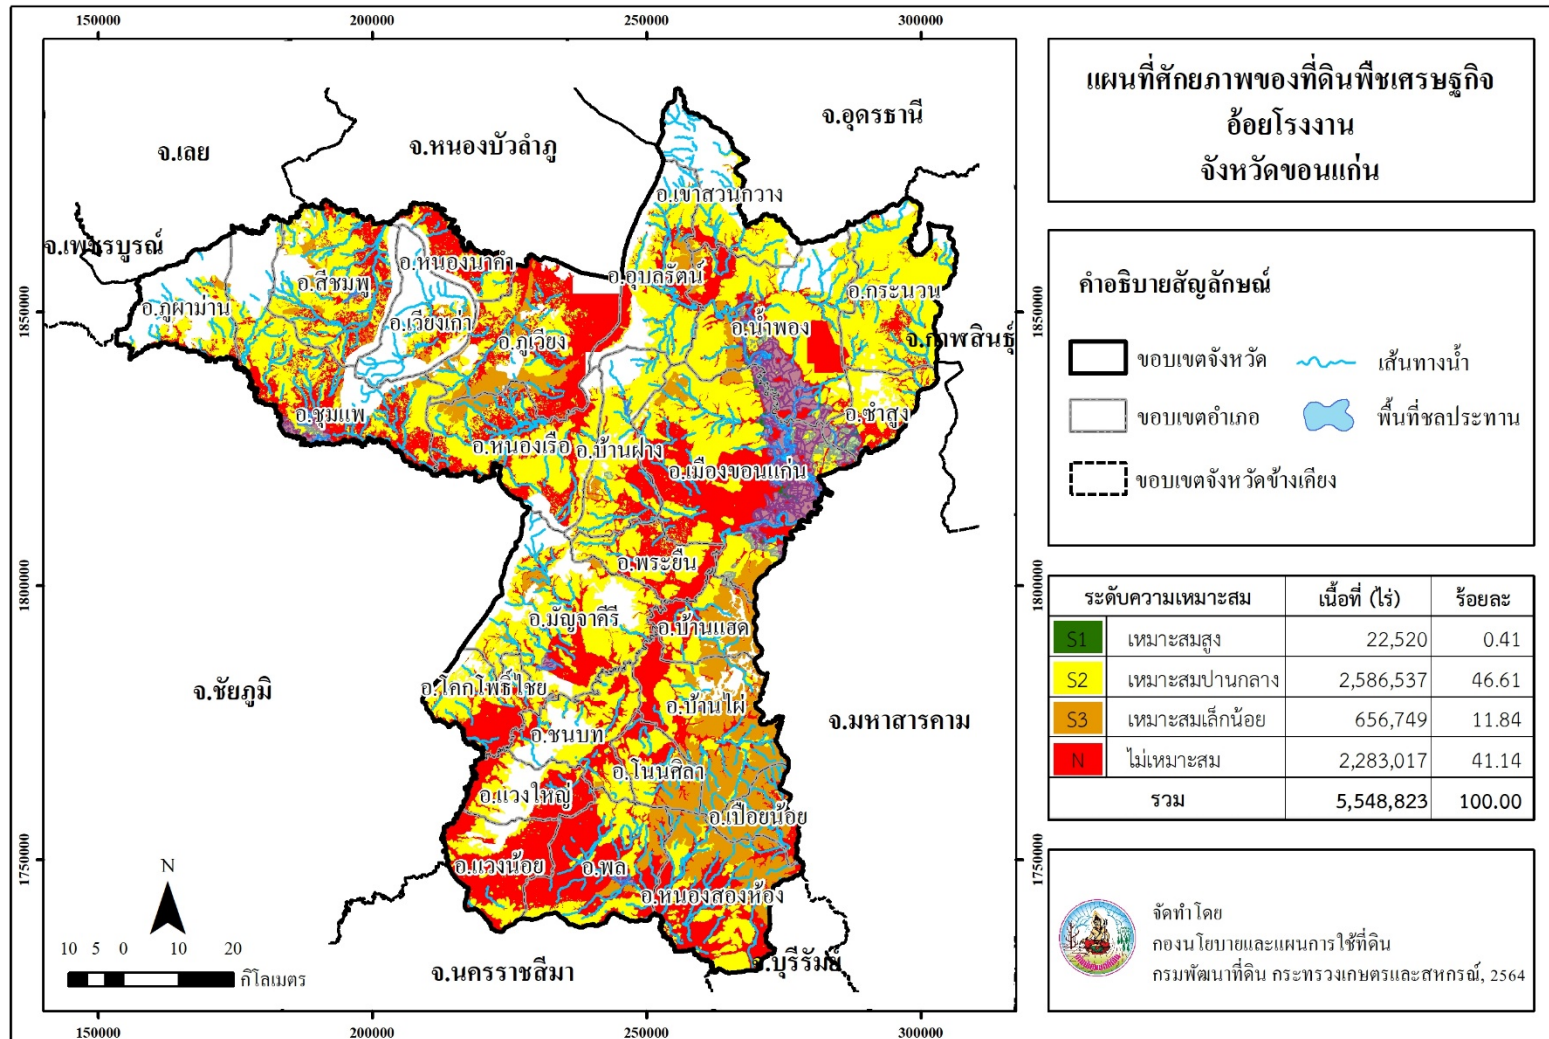 150000
200000
250000
300000
แผนที่ศักยภาพของที่ดินพืชเศรษฐกิจ
อ้อยโรงงาน
จังหวัดขอนแก่น
จ.อุดรธานี
จ.หนองบัวลำภู
จ.เลย
จ.เพชรบูรณ์
จ.กาฬสินธุ์
จ.ชัยภูมิ
จ.มหาสารคาม
จ.นครราชสีมา
จ.บุรีรัมย์
อ.เขาสวนกวาง
อ.หนองนาคำ
อ.อุบลรัตน์
อ.สีชมพู
อ.กระนวน
อ.ภูผาม่าน
อ.เวียงเก่า
อ.น้ำพอง
อ.ภูเวียง
อ.ชุมแพ
อ.ซำสูง
อ.หนองเรือ
อ.บ้านฝาง
อ.เมืองขอนแก่น
อ.พระยืน
อ.มัญจาคีรี
อ.บ้านแฮด
อ.โคกโพธิ์ไชย
อ.บ้านไผ่
อ.ชนบท
อ.โนนศิลา
อ.แวงใหญ่
อ.เปือยน้อย
อ.แวงน้อย
อ.พล
อ.หนองสองห้อง
1850000
1800000
1750000
1850000
1800000
1750000
N
10 5 0 10 20
กิโลเมตร
150000
200000
250000
300000
คำอธิบายสัญลักษณ์
ขอบเขตจังหวัด
เส้นทางน้ำ
ขอบเขตอำเภอ
พื้นที่ชลประทาน
ขอบเขตจังหวัดข้างเคียง
ระดับความเหมาะสม เนื้อที่ (ไร่) ร้อยละ
S1 เหมาะสมสูง 22,520 0.41
S2 เหมาะสมปานกลาง 2,586,537 46.61
S3 เหมาะสมเล็กน้อย 656,749 11.84
N ไม่เหมาะสม 2,283,017 41.14
รวม 5,548,823 100.00
จัดทำโดย
กองนโยบายและแผนการใช้ที่ดิน
กรมพัฒนาที่ดิน กระทรวงเกษตรและสหกรณ์, 2564